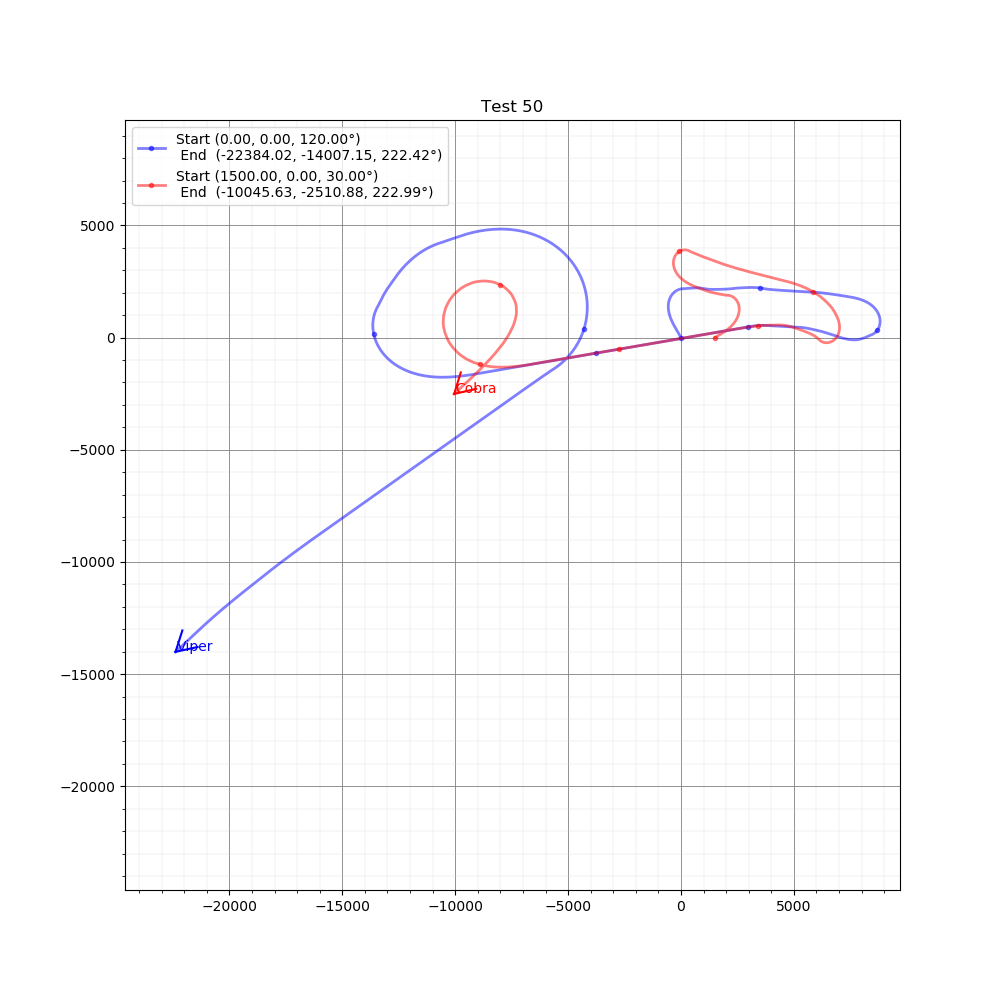 Test 50
Start (0.00, 0.00, 120.00°)
End (-22384.02, -14007.15, 222.42°)
Start (1500.00, 0.00, 30.00°)
End (-10045.63, -2510.88, 222.99°)
5000
0
−5000
−10000
−15000
−20000
Cobra
Viper
−20000
−15000
−10000
−5000
0
5000